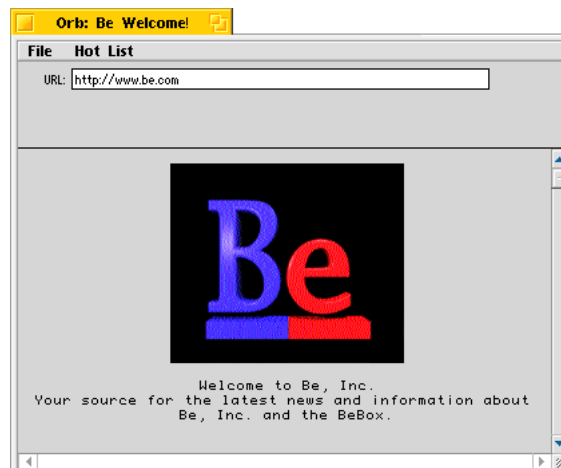 Orb: Be Welcome!
File Hot List
URL: http://www.be.com
Be
Welcome to Be, Inc.
Your source for the latest news and information about
Be, Inc. and the BeBox.